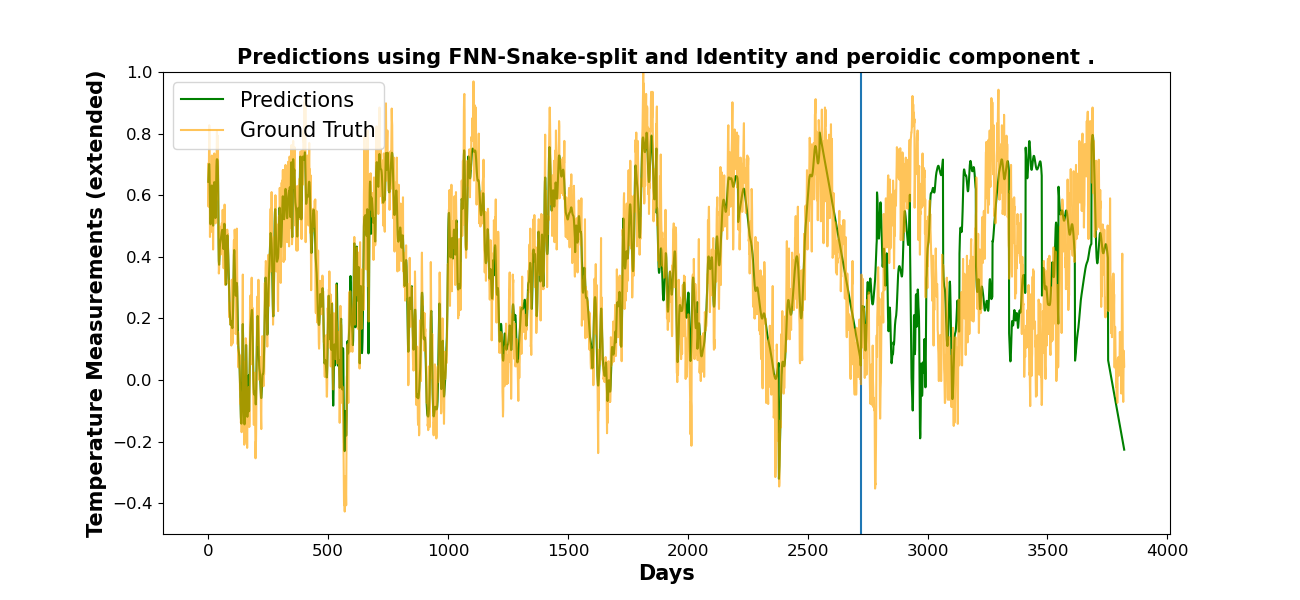 Predictions using FNN-Snake-split and Identity and peroidic component .
Temperature Measurements (extended)
1.0
0.8
0.6
0.4
0.2
0.0
−0.2
−0.4
Predictions
Ground Truth
0 500 1000 1500 2000 2500 3000 3500 4000
Days